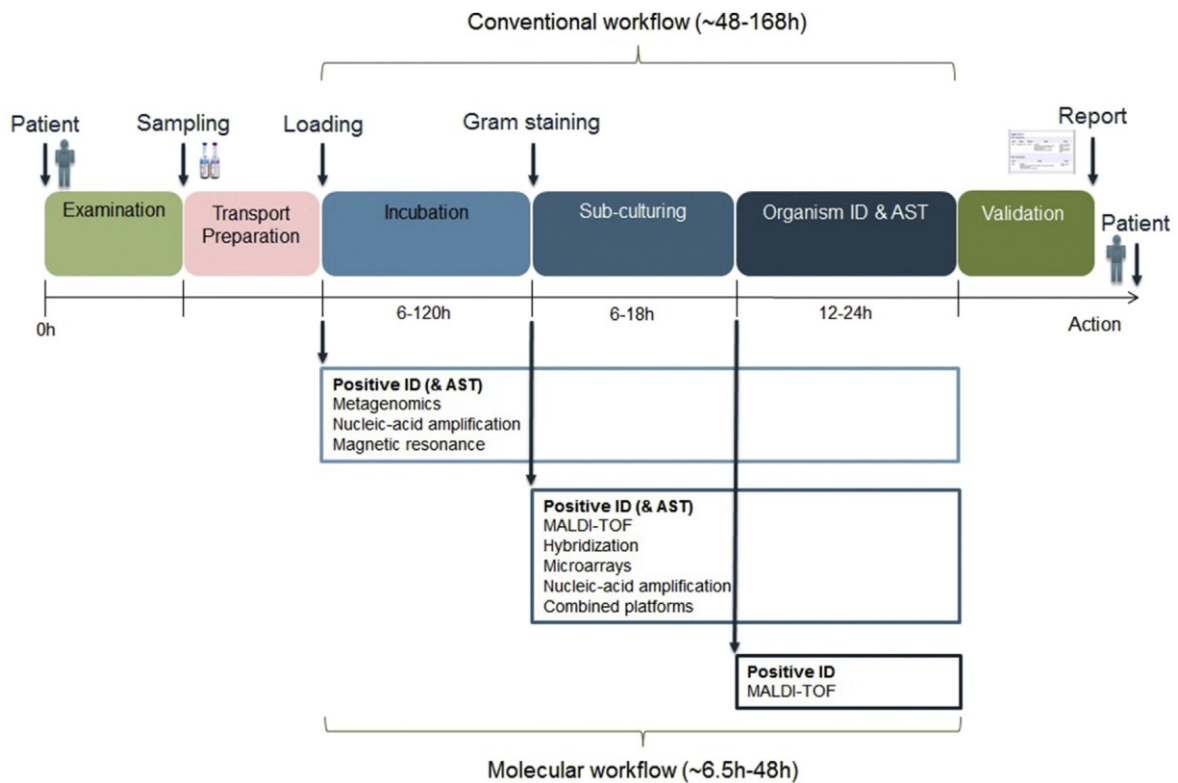 Conventional workflow (~48-168h)
Patient
Sampling
Loading
Gram staining
Report
Examination
Transport
Preparation
Incubation
Sub-culturing
Organism ID & AST
Validation
Patient
0h
6-120h
6-18h
12-24h
Action
Positive ID (& AST)
Metagenomics
Nucleic-acid amplification
Magnetic resonance
Positive ID (& AST)
MALDI-TOF
Hybridization
Microarrays
Nucleic-acid amplification
Combined platforms
Positive ID
MALDI-TOF
Molecular workflow (~6.5h-48h)